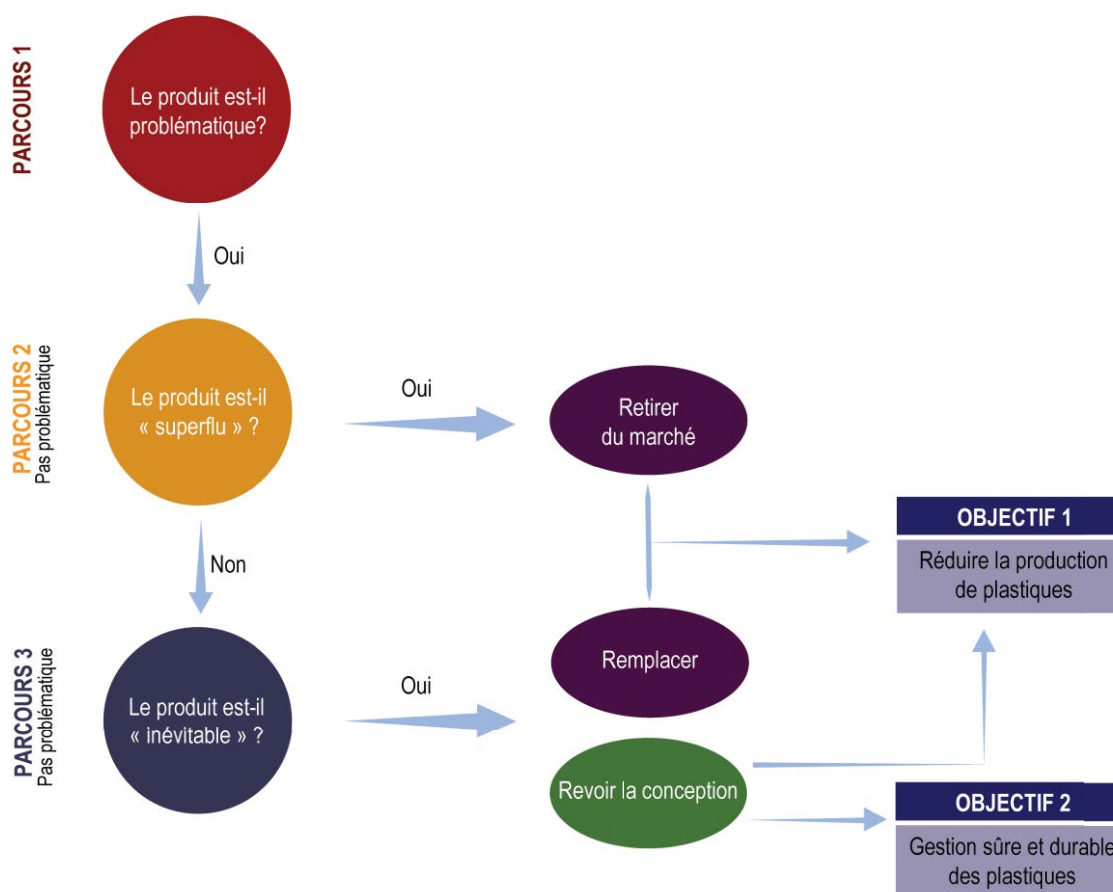 PARCOURS 1
Le produit est-il
problématique?
Oui
PARCOURS 2
Pas problématique
Le produit est-il
« superflu » ?
Oui
Retirer
du marché
OBJECTIF 1
Réduire la production
de plastiques
Non
PARCOURS 3
Pas problématique
Le produit est-il
« inévitable » ?
Oui
Remplacer
Revoir la conception
OBJECTIF 2
Gestion sûre et durable
des plastiques